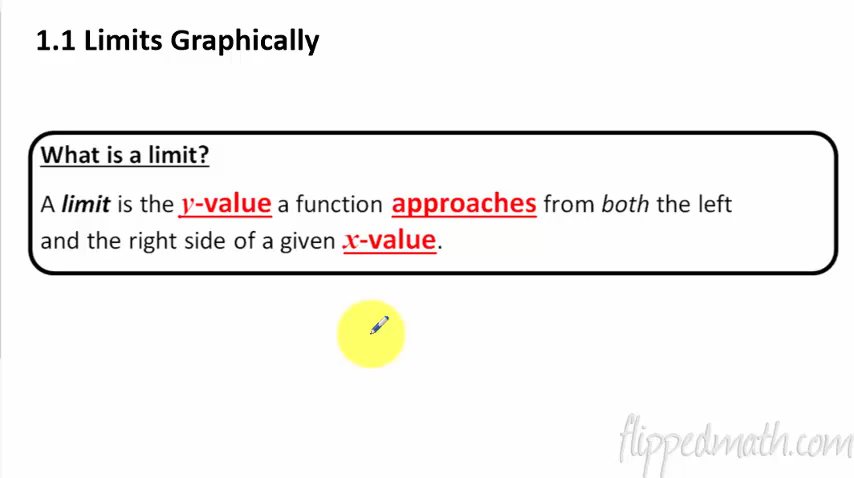 1.1 Limits Graphically
What is a limit?
A limit is the y-value a function approaches from both the left
and the right side of a given x-value.
flippedmath.com